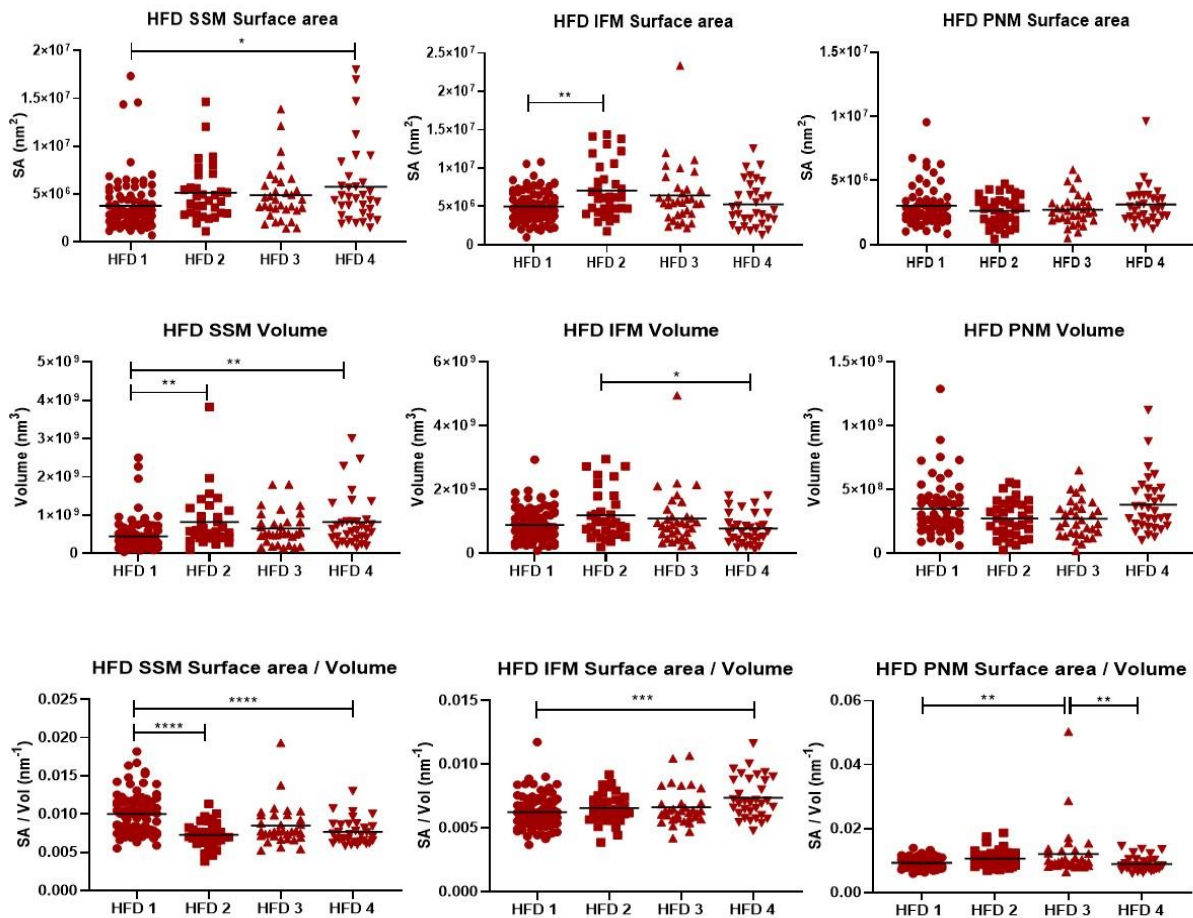 HFD SSM Surface area
*
2×10⁷
1.5×10⁷
1×10⁷
5×10⁶
0
SA (nm²)
HFD 1 HFD 2 HFD 3 HFD 4
HFD IFM Surface area
**
2.5×10⁷
2×10⁷
1.5×10⁷
1×10⁷
5×10⁶
0
SA (nm²)
HFD 1 HFD 2 HFD 3 HFD 4
HFD PNM Surface area
1.5×10⁷
1×10⁷
5×10⁶
0
SA (nm²)
HFD 1 HFD 2 HFD 3 HFD 4
HFD SSM Volume
**
**
5×10⁹
4×10⁹
3×10⁹
2×10⁹
1×10⁹
0
Volume (nm³)
HFD 1 HFD 2 HFD 3 HFD 4
HFD IFM Volume
*
6×10⁹
4×10⁹
2×10⁹
0
Volume (nm³)
HFD 1 HFD 2 HFD 3 HFD 4
HFD PNM Volume
1.5×10⁹
1×10⁹
5×10⁸
0
Volume (nm³)
HFD 1 HFD 2 HFD 3 HFD 4
HFD SSM Surface area / Volume
****
****
0.025
0.020
0.015
0.010
0.005
0.000
SA / Vol (nm⁻¹)
HFD 1 HFD 2 HFD 3 HFD 4
HFD IFM Surface area / Volume
***
0.015
0.010
0.005
0.000
SA / Vol (nm⁻¹)
HFD 1 HFD 2 HFD 3 HFD 4
HFD PNM Surface area / Volume
** **
0.06
0.04
0.02
0.00
SA / Vol (nm⁻¹)
HFD 1 HFD 2 HFD 3 HFD 4